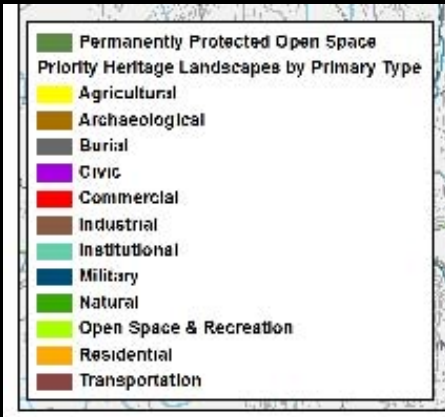 Permanently Protected Open Space
Priority Heritage Landscapes by Primary Type
Agricultural
Archaeological
Burial
Civic
Commercial
Industrial
Institutional
Military
Natural
Open Space & Recreation
Residential
Transportation